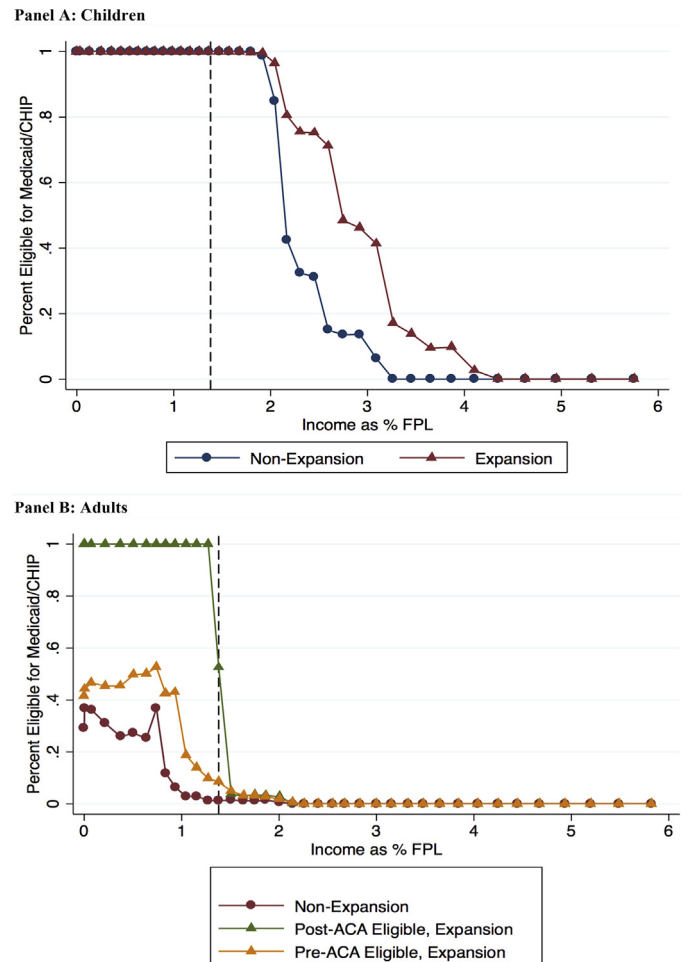 Panel A: Children
Percent Eligible for Medicaid/CHIP
1
.8
.6
.4
.2
0
0 1 2 3 4 5 6
Income as % FPL
Non-Expansion Expansion
Panel B: Adults
Percent Eligible for Medicaid/CHIP
1
.8
.6
.4
.2
0
0 1 2 3 4 5 6
Income as % FPL
Non-Expansion
Post-ACA Eligible, Expansion
Pre-ACA Eligible, Expansion